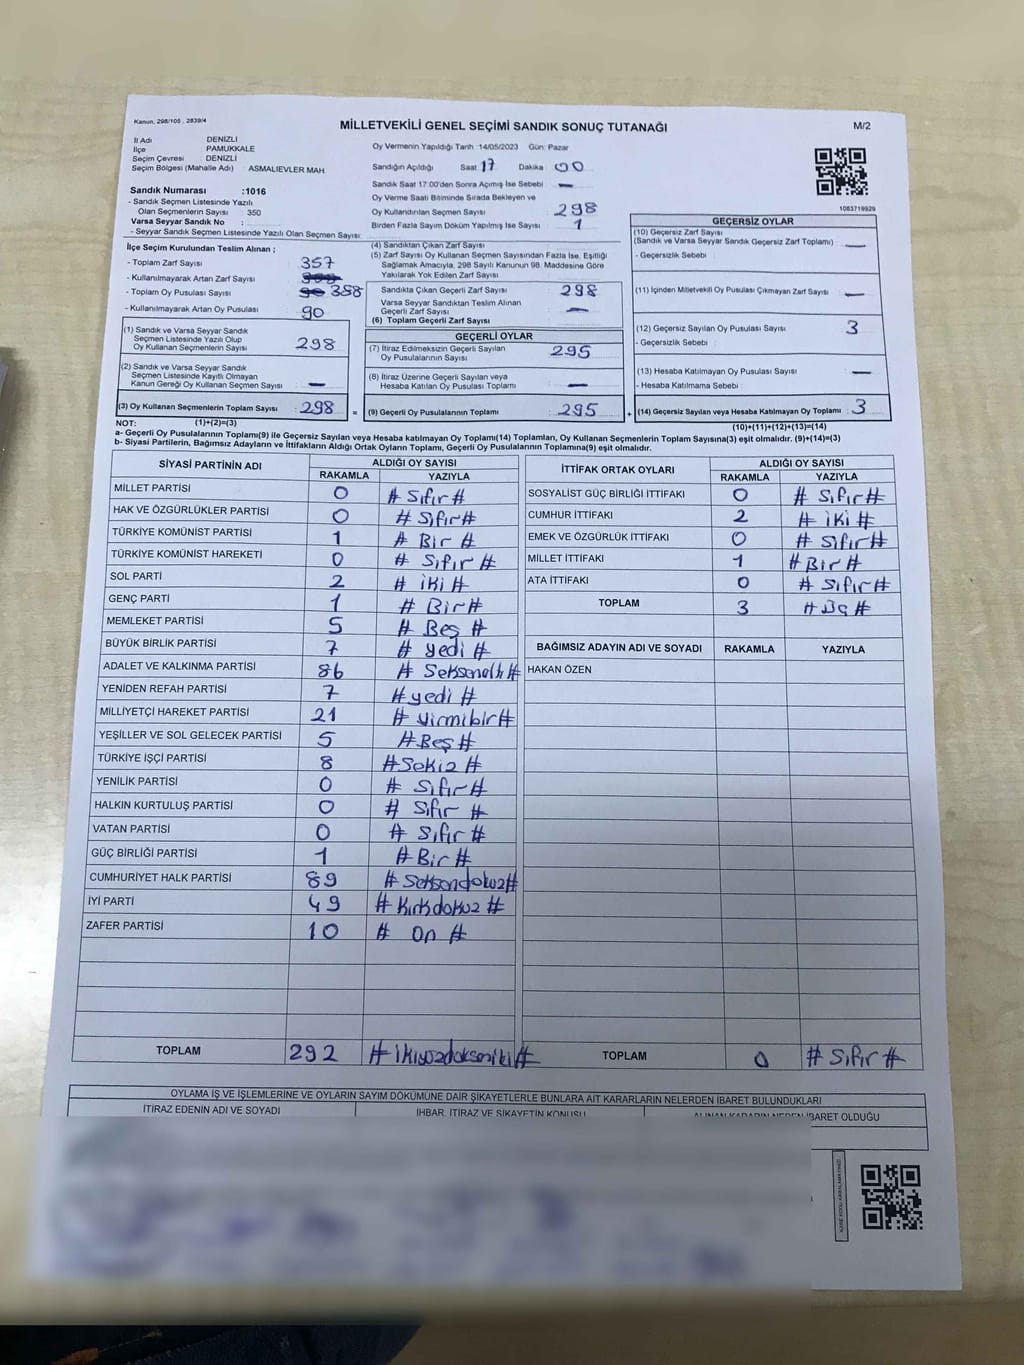 Kanun, 298/105 , 2839/4
MİLLETVEKİLİ GENEL SEÇİMİ SANDIK SONUÇ TUTANAĞI
M/2
İl Adı : DENİZLİ
İlçe : PAMUKKALE
Seçim Çevresi : DENİZLİ
Seçim Bölgesi (Mahalle Adı) : ASMALIEVLER MAH.
Sandık Numarası :1016
- Sandık Seçmen Listesinde Yazılı
Olan Seçmenlerin Sayısı : 350
Varsa Seyyar Sandık No :
- Seyyar Sandık Seçmen Listesinde Yazılı Olan Seçmen Sayısı:
Oy Vermenin Yapıldığı Tarih :14/05/2023 Gün: Pazar
Sandığın Açıldığı Saat 17 Dakika 00
Sandık Saat 17:00'den Sonra Açılmış İse Sebebi : —
Oy Verme Saati Bitiminde Sırada Bekleyen ve
Oy Kullandırılan Seçmen Sayısı : 298
Birden Fazla Sayım Döküm Yapılmış İse Sayısı : 1
1063719929
İlçe Seçim Kurulundan Teslim Alınan ;
- Toplam Zarf Sayısı : 357
- Kullanılmayarak Artan Zarf Sayısı :
- Toplam Oy Pusulası Sayısı : 388
- Kullanılmayarak Artan Oy Pusulası : 90
(1) Sandık ve Varsa Seyyar Sandık
Seçmen Listesinde Yazılı Olup
Oy Kullanan Seçmenlerin Sayısı : 298
(2) Sandık ve Varsa Seyyar Sandık
Seçmen Listesinde Kayıtlı Olmayan
Kanun Gereği Oy Kullanan Seçmen Sayısı : —
(3) Oy Kullanan Seçmenlerin Toplam Sayısı : 298 =
(4) Sandıktan Çıkan Zarf Sayısı :
(5) Zarf Sayısı Oy Kullanan Seçmen Sayısından Fazla İse, Eşitliği
Sağlamak Amacıyla, 298 Sayılı Kanunun 98. Maddesine Göre
Yakılarak Yok Edilen Zarf Sayısı :
Sandıkta Çıkan Geçerli Zarf Sayısı : 298
Varsa Seyyar Sandıktan Teslim Alınan
Geçerli Zarf Sayısı : —
(6) Toplam Geçerli Zarf Sayısı :
GEÇERLİ OYLAR
(7) İtiraz Edilmeksizin Geçerli Sayılan
Oy Pusulalarının Sayısı : 295
(8) İtiraz Üzerine Geçerli Sayılan veya
Hesaba Katılan Oy Pusulası Toplamı : —
(9) Geçerli Oy Pusulalarının Toplamı : 295 +
GEÇERSİZ OYLAR
(10) Geçersiz Zarf Sayısı
(Sandık ve Varsa Seyyar Sandık Geçersiz Zarf Toplamı) : —
- Geçersizlik Sebebi :
(11) İçinden Milletvekili Oy Pusulası Çıkmayan Zarf Sayısı : —
(12) Geçersiz Sayılan Oy Pusulası Sayısı : 3
- Geçersizlik Sebebi :
(13) Hesaba Katılmayan Oy Pusulası Sayısı : —
- Hesaba Katılmama Sebebi :
(14) Geçersiz Sayılan veya Hesaba Katılmayan Oy Toplamı : 3
NOT: (1)+(2)=(3) (10)+(11)+(12)+(13)=(14)
a- Geçerli Oy Pusulalarının Toplamı(9) ile Geçersiz Sayılan veya Hesaba katılmayan Oy Toplamı(14) Toplamları, Oy Kullanan Seçmenlerin Toplam Sayısına(3) eşit olmalıdır. (9)+(14)=(3)
b- Siyasi Partilerin, Bağımsız Adayların ve İttifakların Aldığı Ortak Oyların Toplamı, Geçerli Oy Pusulalarının Toplamına(9) eşit olmalıdır.
SİYASİ PARTİNİN ADI ALDIĞI OY SAYISI
RAKAMLA YAZIYLA
MİLLET PARTİSİ 0 # Sıfır #
HAK VE ÖZGÜRLÜKLER PARTİSİ 0 # Sıfır #
TÜRKİYE KOMÜNİST PARTİSİ 1 # Bir #
TÜRKİYE KOMÜNİST HAREKETİ 0 # Sıfır #
SOL PARTİ 2 # iki #
GENÇ PARTİ 1 # Bir #
MEMLEKET PARTİSİ 5 # Beş #
BÜYÜK BİRLİK PARTİSİ 7 # yedi #
ADALET VE KALKINMA PARTİSİ 86 # Seksenaltı #
YENİDEN REFAH PARTİSİ 7 # yedi #
MİLLİYETÇİ HAREKET PARTİSİ 21 # yirmibir #
YEŞİLLER VE SOL GELECEK PARTİSİ 5 # Beş #
TÜRKİYE İŞÇİ PARTİSİ 8 # Sekiz #
YENİLİK PARTİSİ 0 # Sıfır #
HALKIN KURTULUŞ PARTİSİ 0 # Sıfır #
VATAN PARTİSİ 0 # Sıfır #
GÜÇ BİRLİĞİ PARTİSİ 1 # Bir #
CUMHURİYET HALK PARTİSİ 89 # Seksendokuz #
İYİ PARTİ 49 # Kırkdokuz #
ZAFER PARTİSİ 10 # On #
TOPLAM 292 # ikiyüzdoksaniki #
İTTİFAK ORTAK OYLARI ALDIĞI OY SAYISI
RAKAMLA YAZIYLA
SOSYALİST GÜÇ BİRLİĞİ İTTİFAKI 0 # Sıfır #
CUMHUR İTTİFAKI 2 # iki #
EMEK VE ÖZGÜRLÜK İTTİFAKI 0 # Sıfır #
MİLLET İTTİFAKI 1 # Bir #
ATA İTTİFAKI 0 # Sıfır #
TOPLAM 3 # Üç #
BAĞIMSIZ ADAYIN ADI VE SOYADI RAKAMLA YAZIYLA
HAKAN ÖZEN
TOPLAM 0 # Sıfır #
OYLAMA İŞ VE İŞLEMLERİNE VE OYLARIN SAYIM DÖKÜMÜNE DAİR ŞİKAYETLERLE BUNLARA AİT KARARLARIN NELERDEN İBARET BULUNDUKLARI
İTİRAZ EDENİN ADI VE SOYADI İHBAR, İTİRAZ VE ŞİKAYETİN KONUSU ALINAN KARARIN NEDEN İBARET OLDUĞU